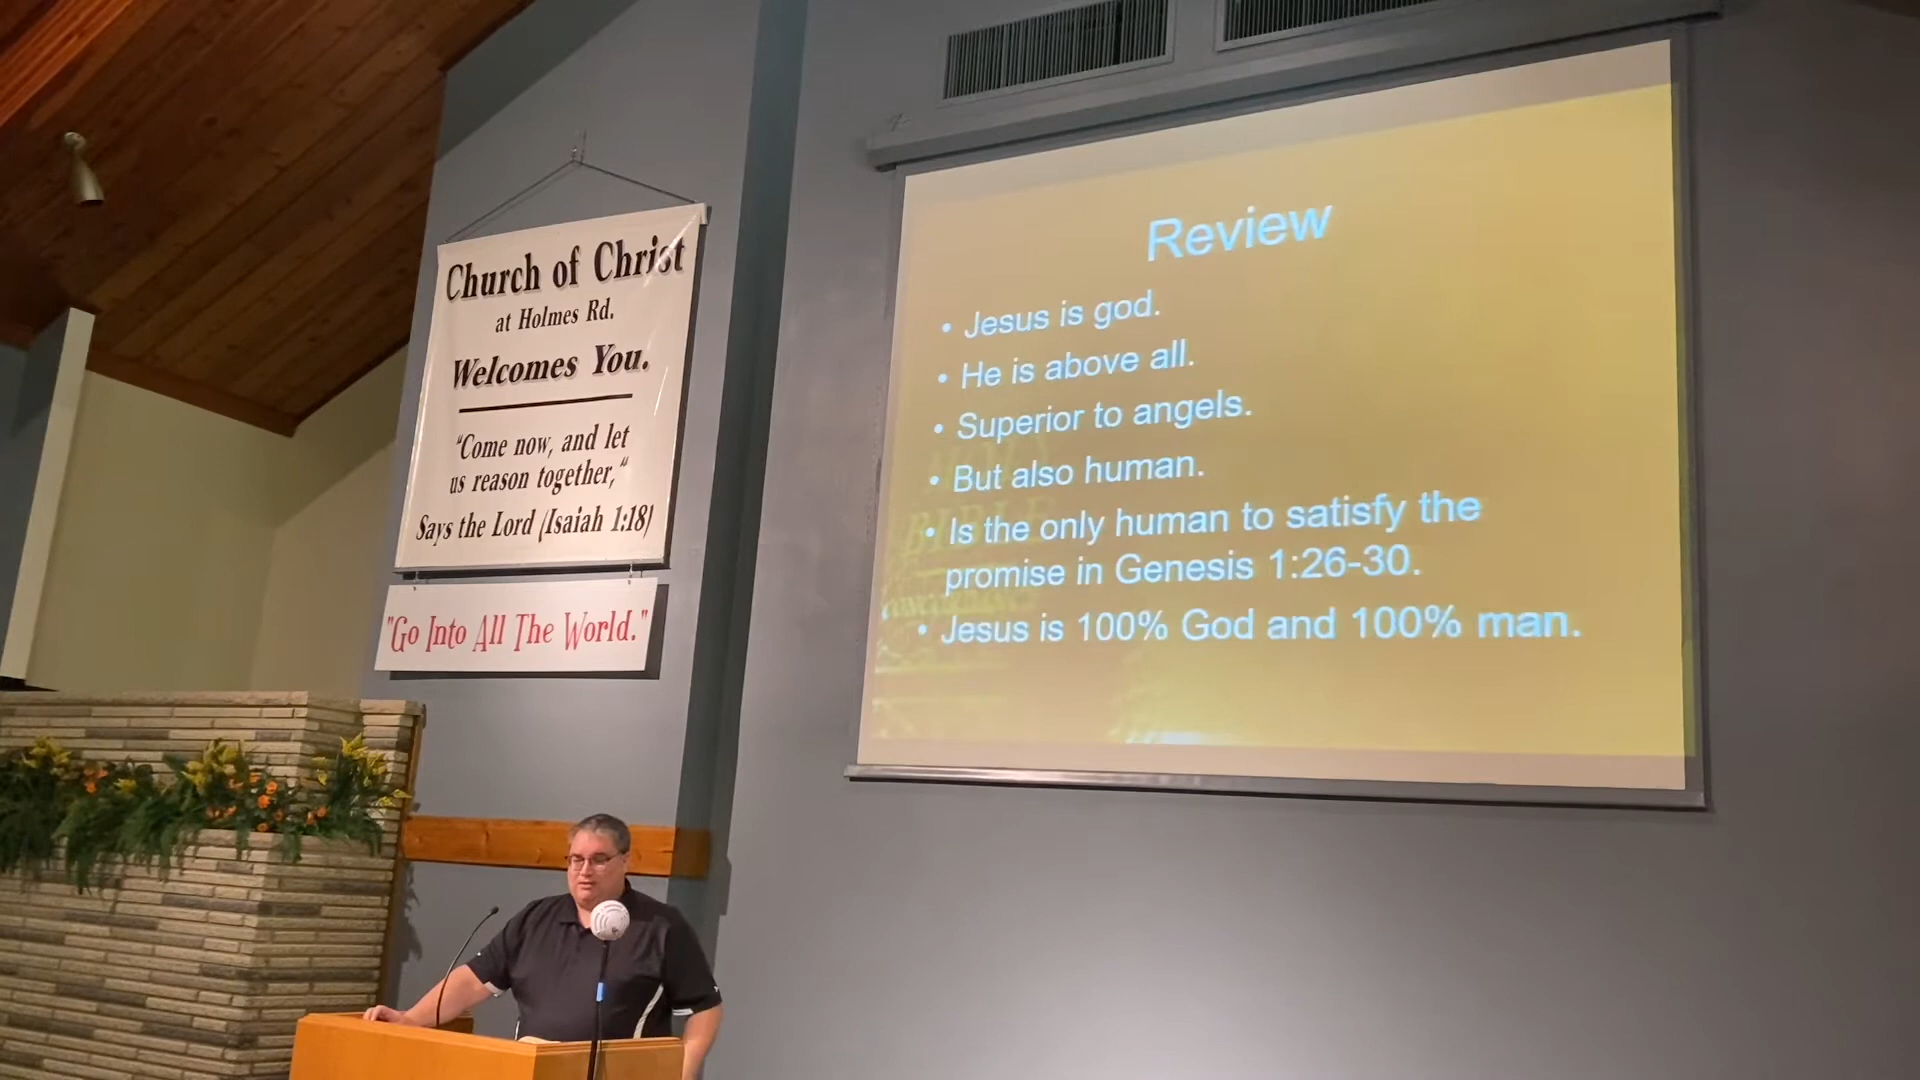 Church of Christ
at Holmes Rd.
Welcomes You.
"Come now, and let
us reason together,"
Says the Lord (Isaiah 1:18)
"Go Into All The World."
Review
• Jesus is god.
• He is above all.
• Superior to angels.
• But also human.
• Is the only human to satisfy the
promise in Genesis 1:26-30.
• Jesus is 100% God and 100% man.
HOLY
BIBLE